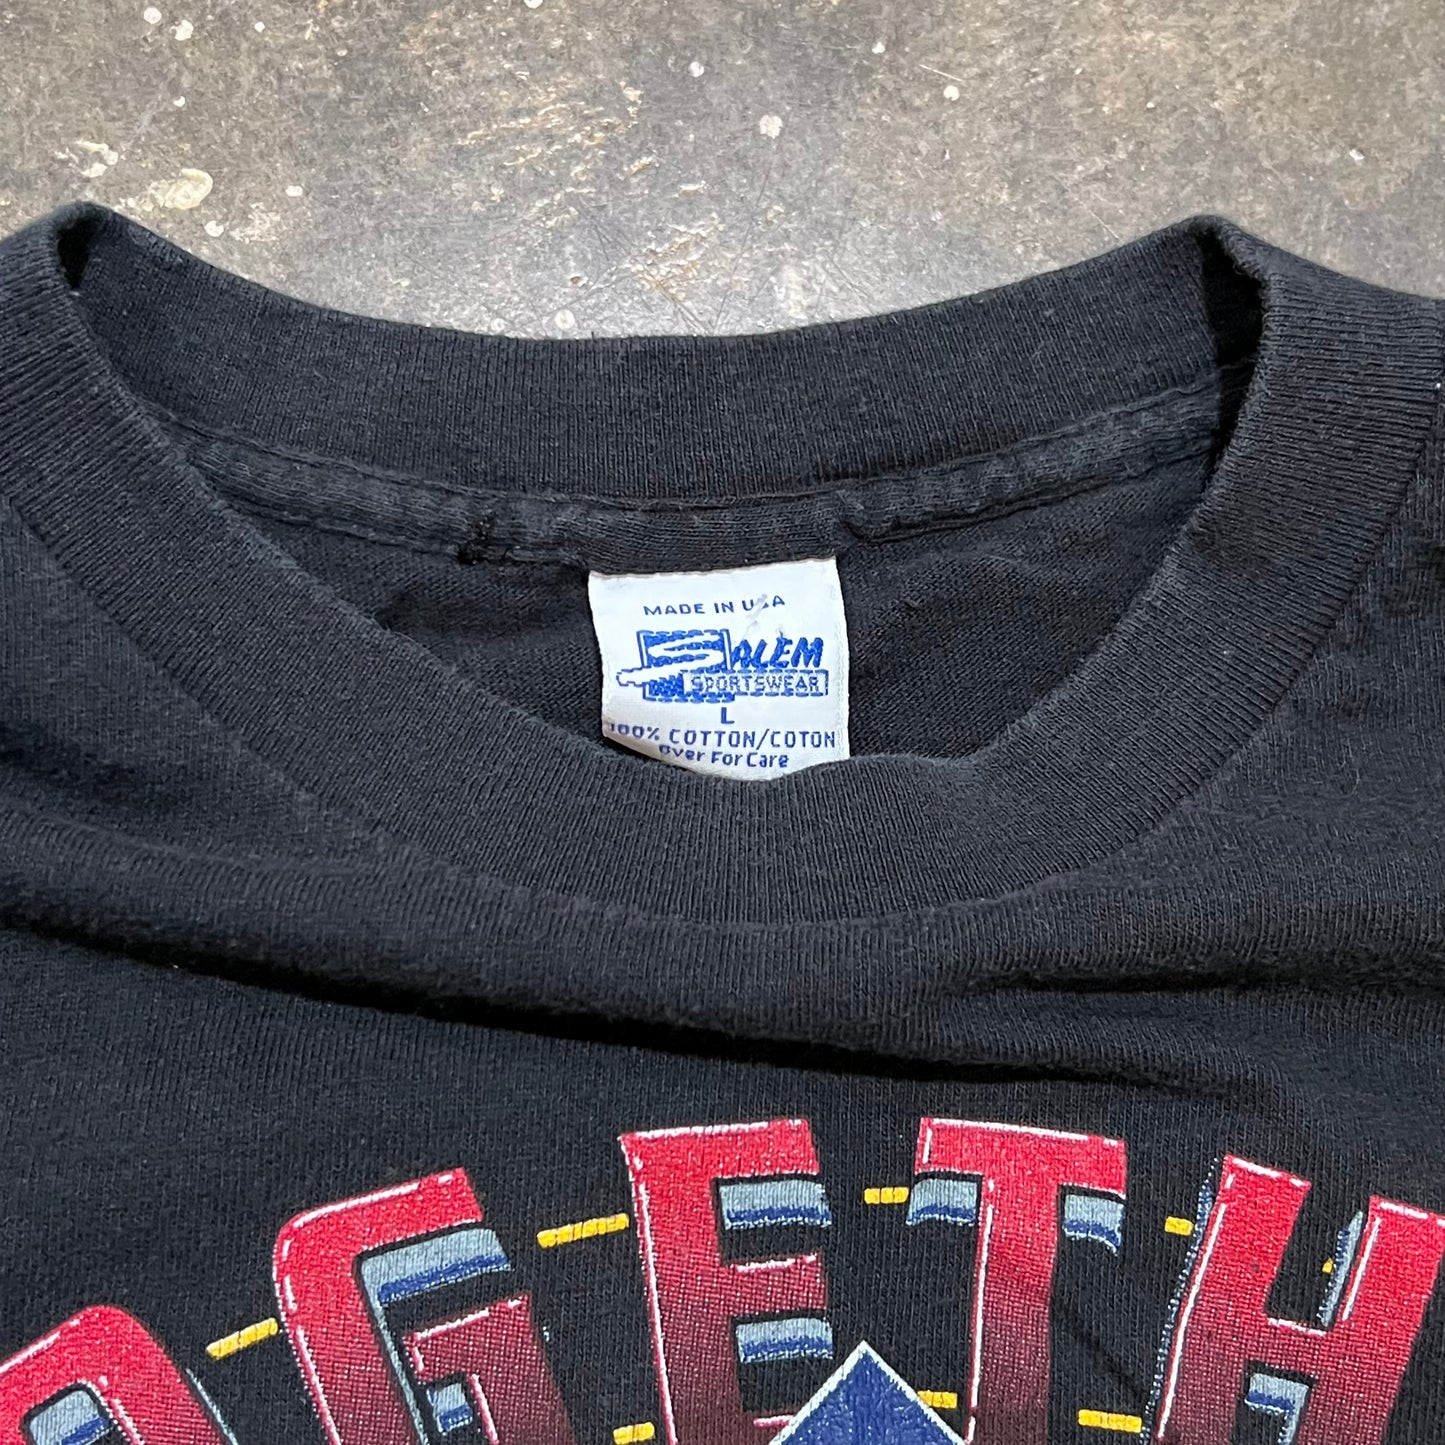 MADE IN USA
SALEM
SPORTSWEAR
L
100% COTTON/COTON
Over For Care
OGETH